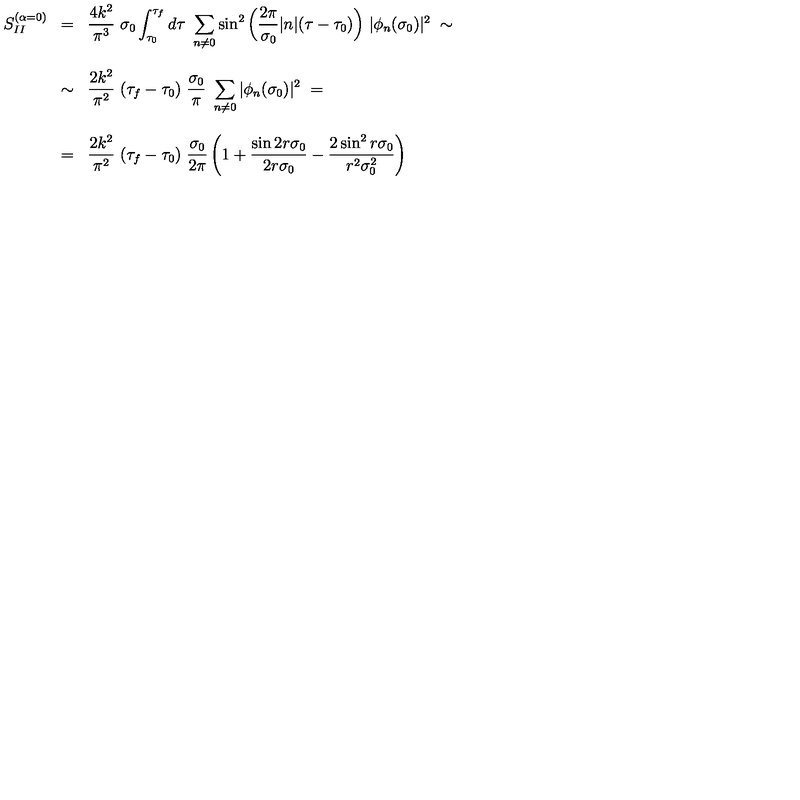 $S_{II}^{(\alpha=0)} = \frac{4k^2}{\pi^3} \, \sigma_0 \int_{\tau_0}^{\tau_f} d\tau \, \sum_{n \neq 0} \sin^2 \left( \frac{2\pi}{\sigma_0} |n| (\tau - \tau_0) \right) |\phi_n(\sigma_0)|^2 \sim$
$\sim \frac{2k^2}{\pi^2} \, (\tau_f - \tau_0) \, \frac{\sigma_0}{\pi} \, \sum_{n \neq 0} |\phi_n(\sigma_0)|^2 =$
$= \frac{2k^2}{\pi^2} \, (\tau_f - \tau_0) \, \frac{\sigma_0}{2\pi} \left( 1 + \frac{\sin 2r\sigma_0}{2r\sigma_0} - \frac{2 \sin^2 r\sigma_0}{r^2 \sigma_0^2} \right)$